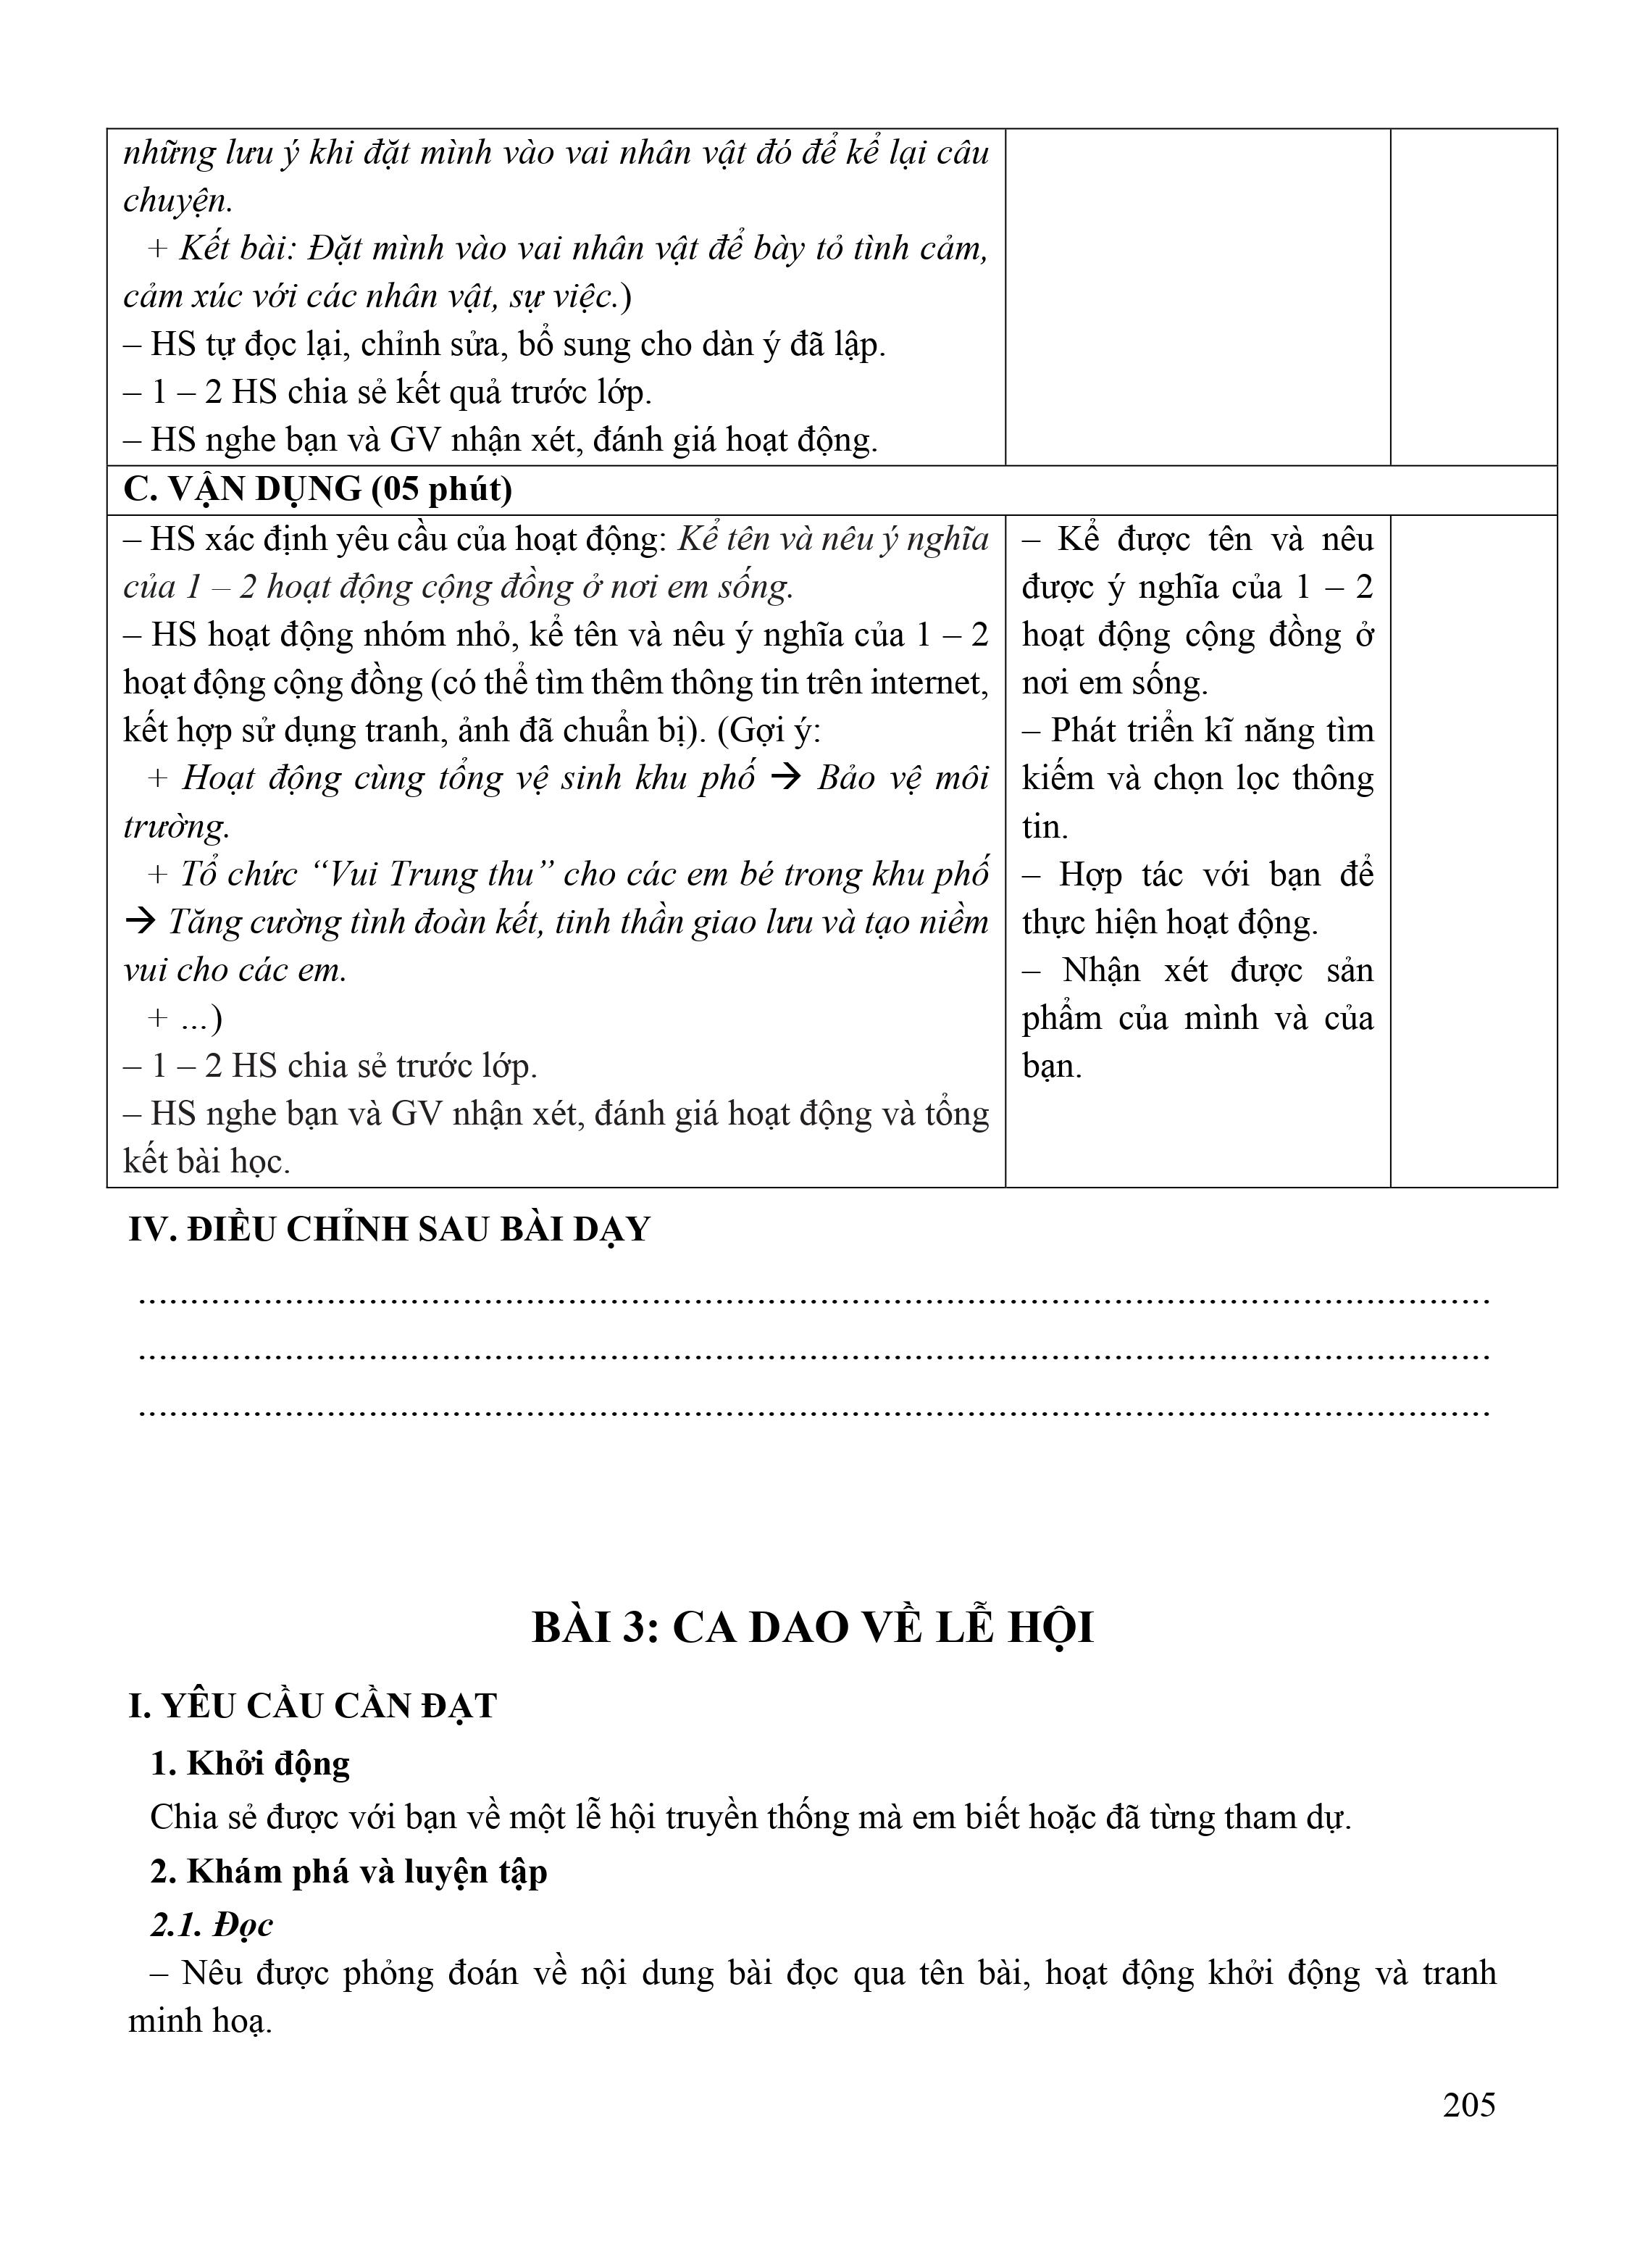 những lưu ý khi đặt mình vào vai nhân vật đó để kể lại câu
chuyện.
+ Kết bài: Đặt mình vào vai nhân vật để bày tỏ tình cảm,
cảm xúc với các nhân vật, sự việc.)
– HS tự đọc lại, chỉnh sửa, bổ sung cho dàn ý đã lập.
– 1 – 2 HS chia sẻ kết quả trước lớp.
– HS nghe bạn và GV nhận xét, đánh giá hoạt động.
C. VẬN DỤNG (05 phút)
– HS xác định yêu cầu của hoạt động: Kể tên và nêu ý nghĩa
của 1 – 2 hoạt động cộng đồng ở nơi em sống.
– HS hoạt động nhóm nhỏ, kể tên và nêu ý nghĩa của 1 – 2
hoạt động cộng đồng (có thể tìm thêm thông tin trên internet,
kết hợp sử dụng tranh, ảnh đã chuẩn bị). (Gợi ý:
+ Hoạt động cùng tổng vệ sinh khu phố → Bảo vệ môi
trường.
+ Tổ chức “Vui Trung thu” cho các em bé trong khu phố
→ Tăng cường tình đoàn kết, tinh thần giao lưu và tạo niềm
vui cho các em.
+ …)
– 1 – 2 HS chia sẻ trước lớp.
– HS nghe bạn và GV nhận xét, đánh giá hoạt động và tổng
kết bài học.
– Kể được tên và nêu
được ý nghĩa của 1 – 2
hoạt động cộng đồng ở
nơi em sống.
– Phát triển kĩ năng tìm
kiếm và chọn lọc thông
tin.
– Hợp tác với bạn để
thực hiện hoạt động.
– Nhận xét được sản
phẩm của mình và của
bạn.
IV. ĐIỀU CHỈNH SAU BÀI DẠY
BÀI 3: CA DAO VỀ LỄ HỘI
I. YÊU CẦU CẦN ĐẠT
1. Khởi động
Chia sẻ được với bạn về một lễ hội truyền thống mà em biết hoặc đã từng tham dự.
2. Khám phá và luyện tập
2.1. Đọc
– Nêu được phỏng đoán về nội dung bài đọc qua tên bài, hoạt động khởi động và tranh
minh hoạ.
205